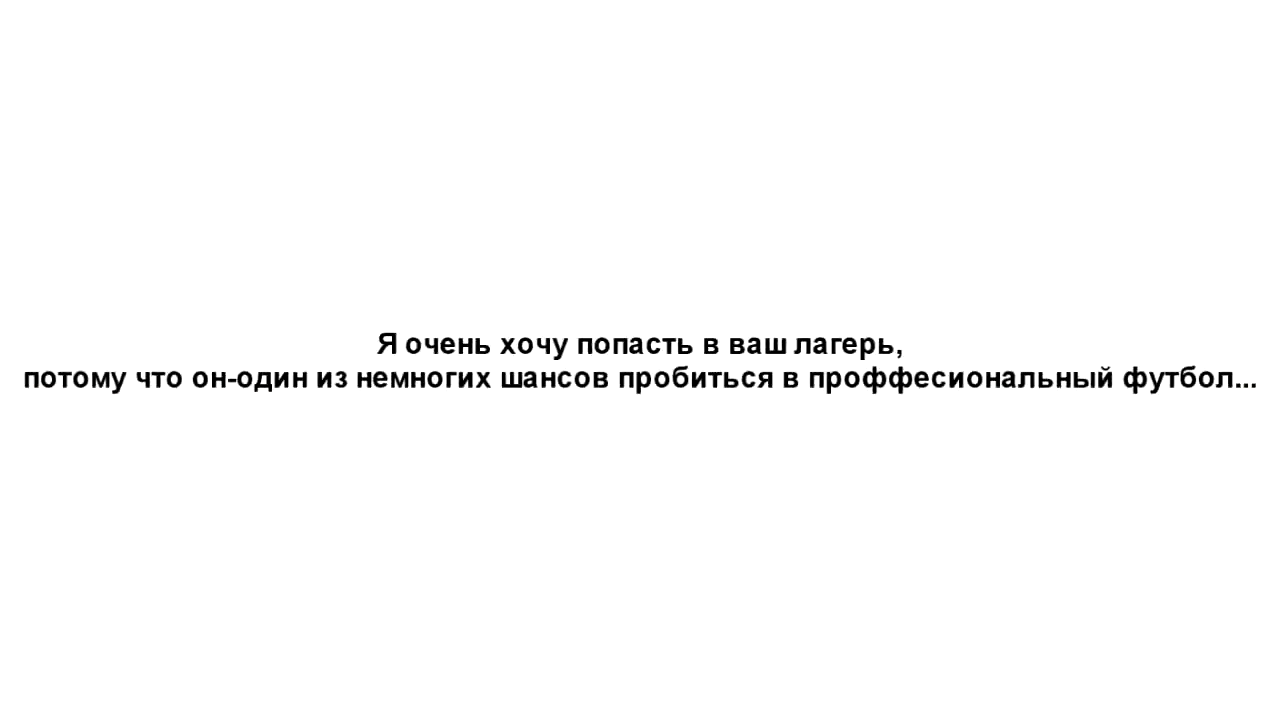 Я очень хочу попасть в ваш лагерь,
потому что он-один из немногих шансов пробиться в проффесиональный футбол...